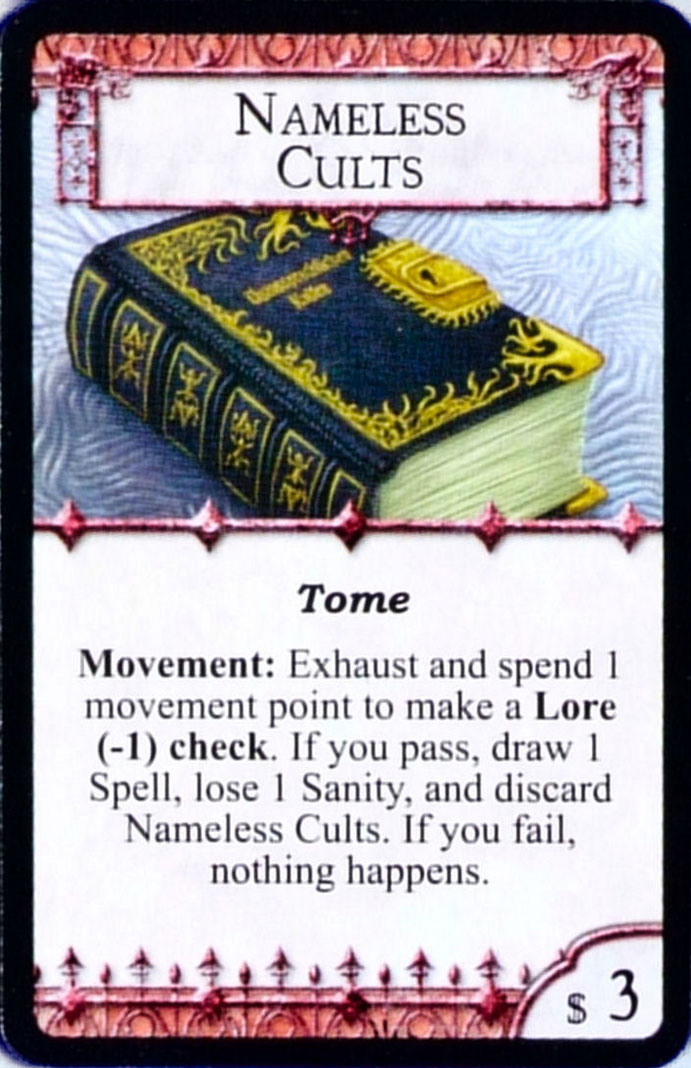 NAMELESS
CULTS
Tome
Movement: Exhaust and spend 1
movement point to make a Lore
(-1) check. If you pass, draw 1
Spell, lose 1 Sanity, and discard
Nameless Cults. If you fail,
nothing happens.
$ 3